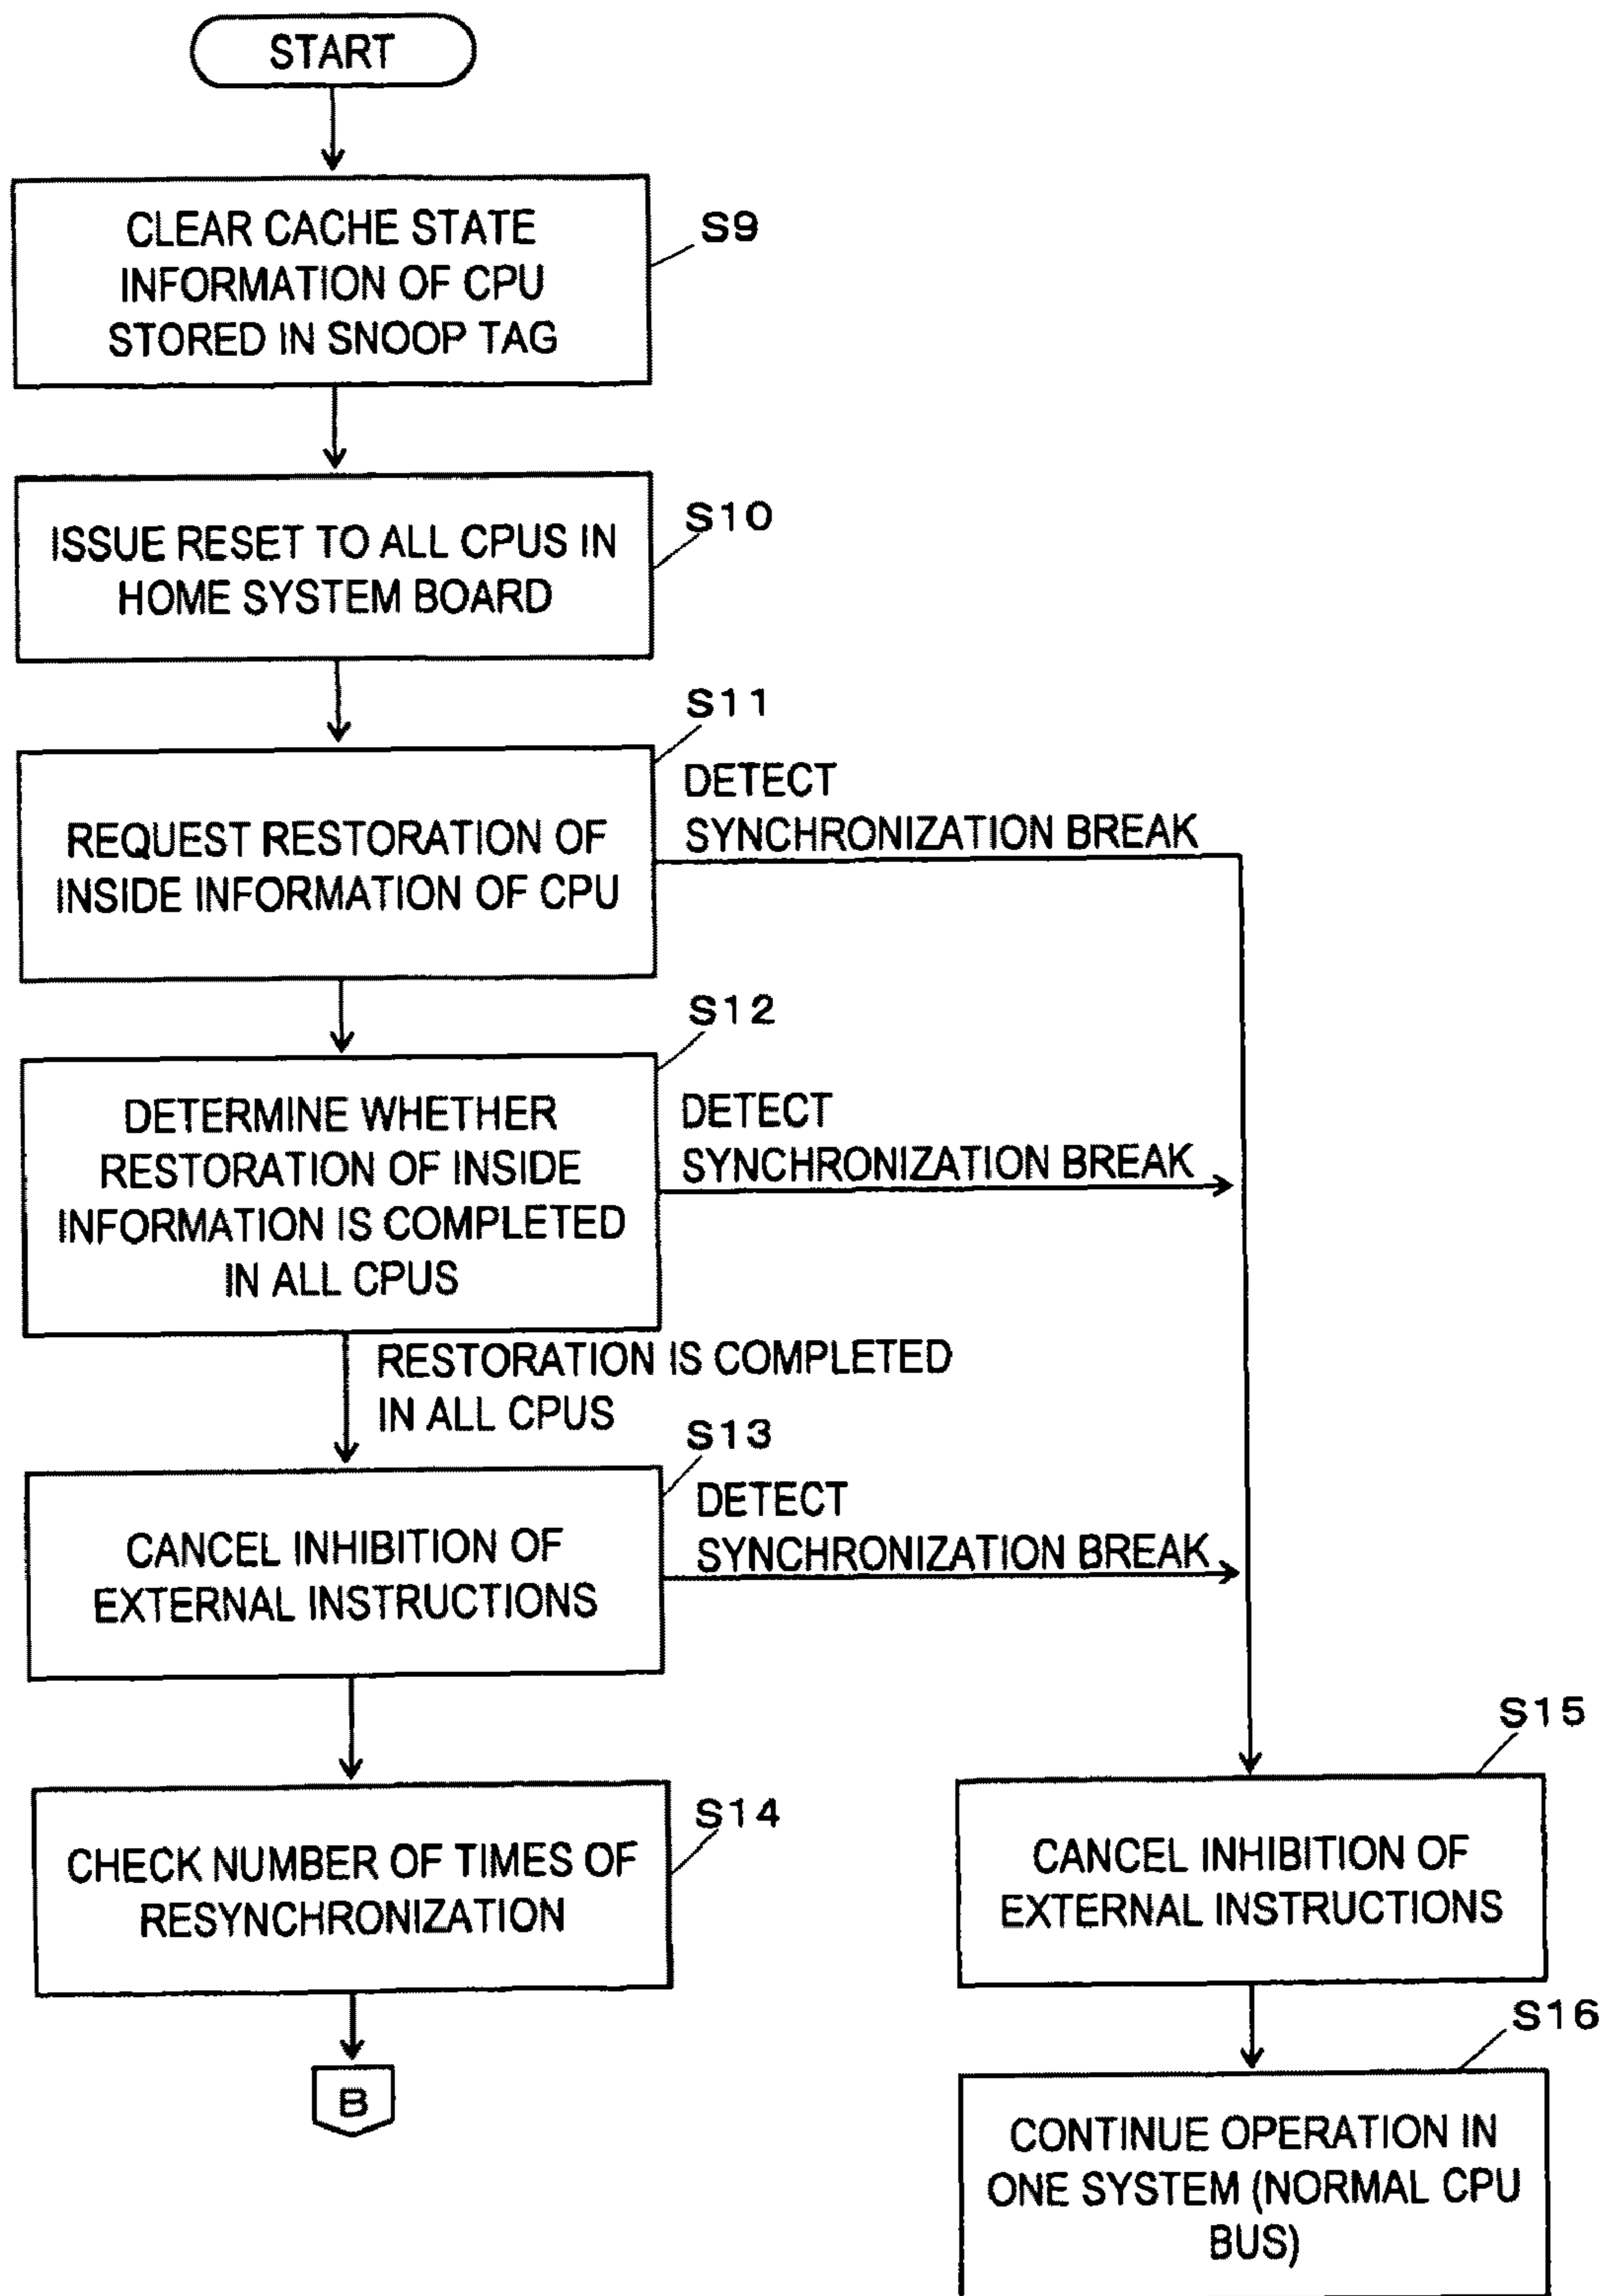 START
CLEAR CACHE STATE
INFORMATION OF CPU
STORED IN SNOOP TAG
S9
ISSUE RESET TO ALL CPUS IN
HOME SYSTEM BOARD
S10
S11
REQUEST RESTORATION OF
INSIDE INFORMATION OF CPU
DETECT
SYNCHRONIZATION BREAK
S12
DETERMINE WHETHER
RESTORATION OF INSIDE
INFORMATION IS COMPLETED
IN ALL CPUS
DETECT
SYNCHRONIZATION BREAK
RESTORATION IS COMPLETED
IN ALL CPUS
S13
CANCEL INHIBITION OF
EXTERNAL INSTRUCTIONS
DETECT
SYNCHRONIZATION BREAK
S14
CHECK NUMBER OF TIMES OF
RESYNCHRONIZATION
B
S15
CANCEL INHIBITION OF
EXTERNAL INSTRUCTIONS
S16
CONTINUE OPERATION IN
ONE SYSTEM (NORMAL CPU
BUS)